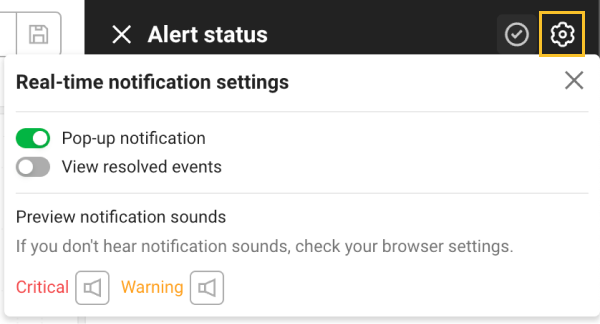 Alert status
Real-time notification settings
Pop-up notification
View resolved events
Preview notification sounds
If you don't hear notification sounds, check your browser settings.
Critical Warning